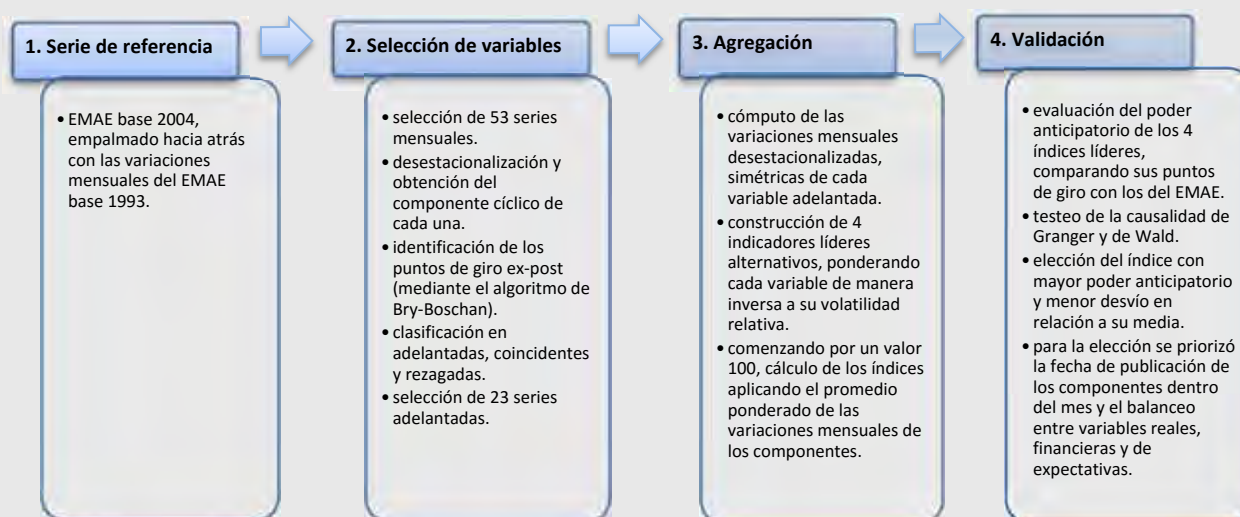 1. Serie de referencia
• EMAE base 2004,
empalmado hacia atrás
con las variaciones
mensuales del EMAE
base 1993.
2. Selección de variables
• selección de 53 series
mensuales.
• desestacionalización y
obtención del
componente cíclico de
cada una.
• identificación de los
puntos de giro ex-post
(mediante el algoritmo de
Bry-Boschan).
• clasificación en
adelantadas, coincidentes
y rezagadas.
• selección de 23 series
adelantadas.
3. Agregación
• cómputo de las
variaciones mensuales
desestacionalizadas,
simétricas de cada
variable adelantada.
• construcción de 4
indicadores líderes
alternativos, ponderando
cada variable de manera
inversa a su volatilidad
relativa.
• comenzando por un valor
100, cálculo de los índices
aplicando el promedio
ponderado de las
variaciones mensuales de
los componentes.
4. Validación
• evaluación del poder
anticipatorio de los 4
índices líderes,
comparando sus puntos
de giro con los del EMAE.
• testeo de la causalidad de
Granger y de Wald.
• elección del índice con
mayor poder anticipatorio
y menor desvío en
relación a su media.
• para la elección se priorizó
la fecha de publicación de
los componentes dentro
del mes y el balanceo
entre variables reales,
financieras y de
expectativas.